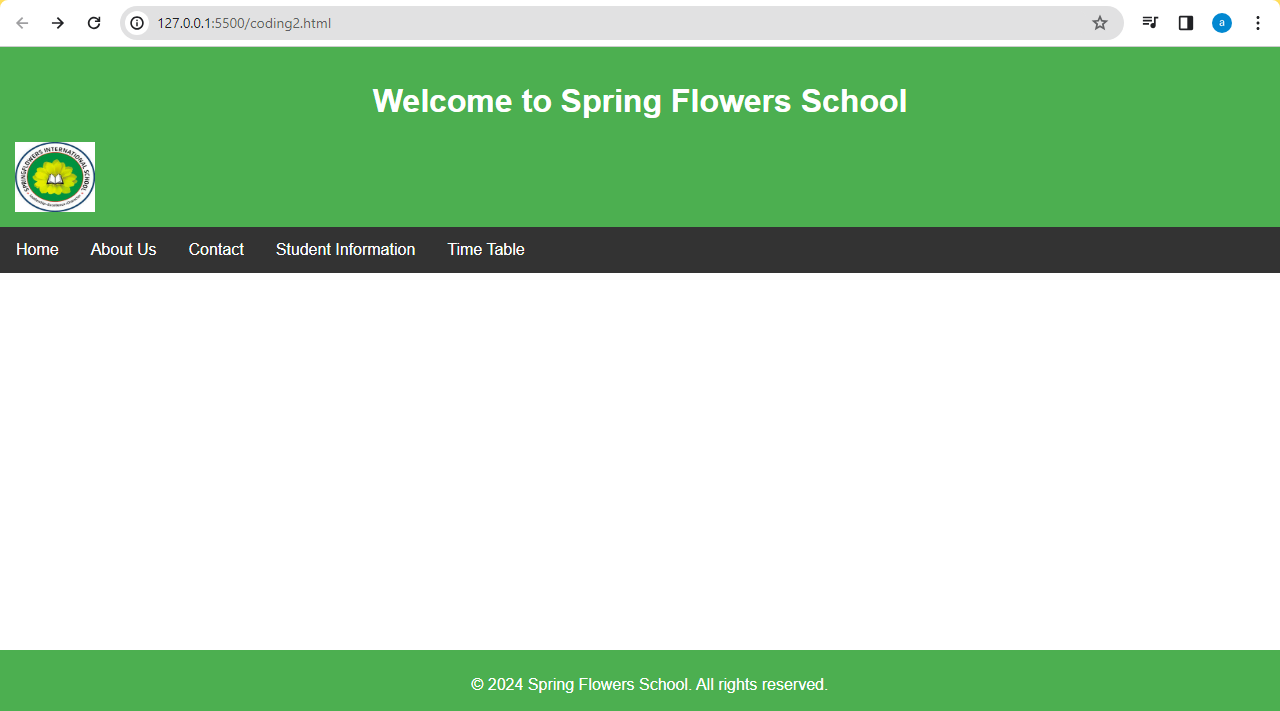 127.0.0.1:5500/coding2.html
a
Welcome to Spring Flowers School
SPRINGFLOWERS INTERNATIONAL SCHOOL
Home About Us Contact Student Information Time Table
© 2024 Spring Flowers School. All rights reserved.